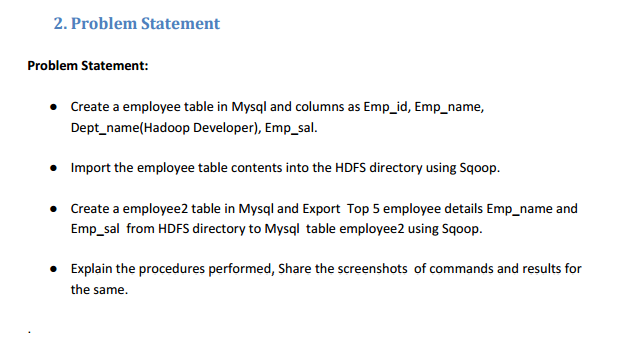 2. Problem Statement
Problem Statement:
● Create a employee table in Mysql and columns as Emp_id, Emp_name,
Dept_name(Hadoop Developer), Emp_sal.
● Import the employee table contents into the HDFS directory using Sqoop.
● Create a employee2 table in Mysql and Export Top 5 employee details Emp_name and
Emp_sal from HDFS directory to Mysql table employee2 using Sqoop.
● Explain the procedures performed, Share the screenshots of commands and results for
the same.
.